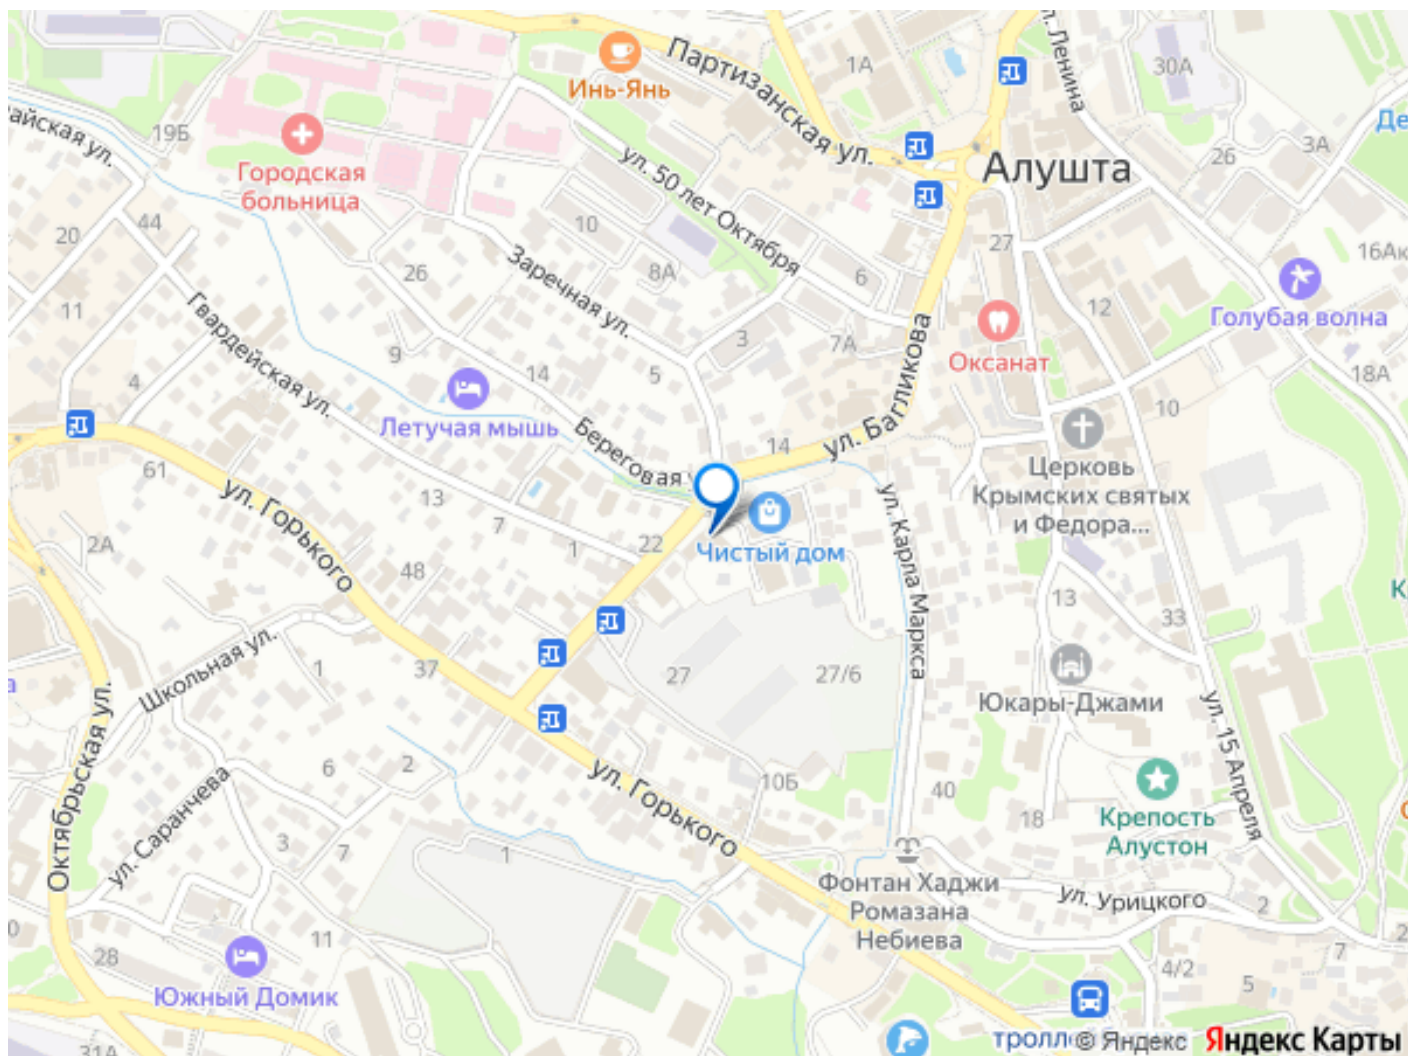 ул. Ленина
Партизанская ул.
1А
30А
Инь-Янь
Де
19Б
3А
26
Алушта
Городская
больница
ул. 50 лет Октября
44
10
20
27
16Ак
26
8А
6
Заречная ул.
11
12
Голубая волна
Гвардейская ул.
3
7А
Оксанат
9
14
5
18А
4
ул. Багликова
10
Летучая мышь
Береговая
14
Церковь
Крымских святых
и Федора...
61
ул. Горького
13
7
ул. Карла Маркса
2А
1
22
Чистый дом
48
К
13
33
Школьная ул.
1
37
27
27/6
Юкары-Джами
Октябрьская ул.
ул. 15 Апреля
6
2
ул. Горького
10Б
40
ул. Саранчева
18
Крепость
Алустон
3
7
1
Фонтан Хаджи
Ромазана
Небиева
ул. Урицкого
2
11
28
7
4/2
5
Южный Домик
31А
тролл
© Яндекс
Яндекс Карты